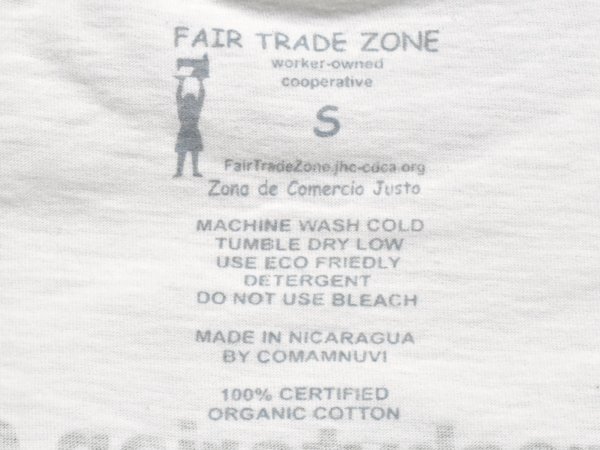 FAIR TRADE ZONE
worker-owned
cooperative
S
FairTradeZone.jhc-cdca.org
Zona de Comercio Justo
MACHINE WASH COLD
TUMBLE DRY LOW
USE ECO FRIEDLY
DETERGENT
DO NOT USE BLEACH
MADE IN NICARAGUA
BY COMAMNUVI
100% CERTIFIED
ORGANIC COTTON